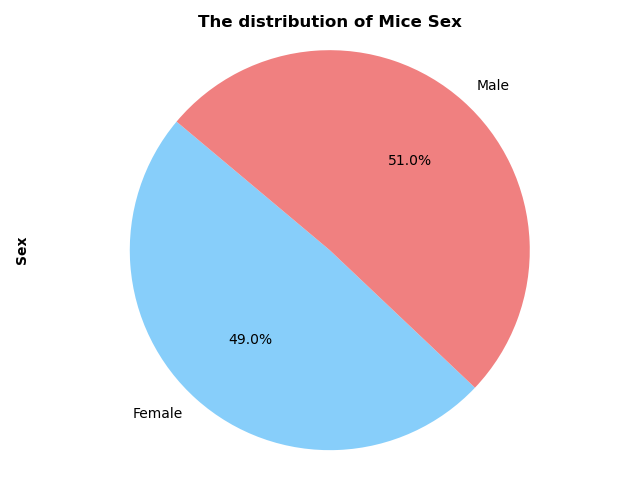 The distribution of Mice Sex
Male
51.0%
Sex
49.0%
Female